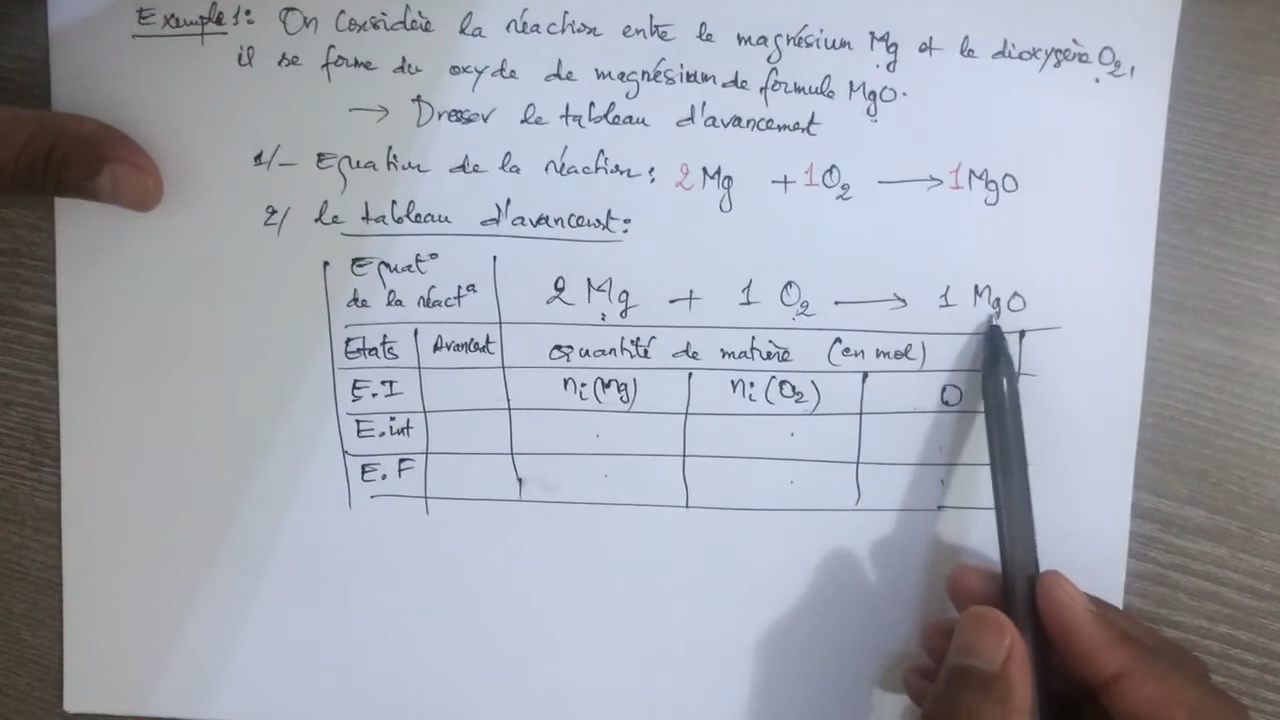 Exemple 1: On Considère la réaction entre le magnésium Mg et le dioxygène O2,
il se forme du oxyde de magnésium de formule MgO.
→ Dresser le tableau d'avancement
1/- Equation de la réaction: 2Mg + 1O2 → 1MgO
2/ le tableau d'avancemt:
Equat°
de la réact° 2 Mg + 1 O2 → 1 MgO
Etats Avancemt quantité de matière (en mol)
E.I ni(Mg) ni(O2) 0
E.int
E.F